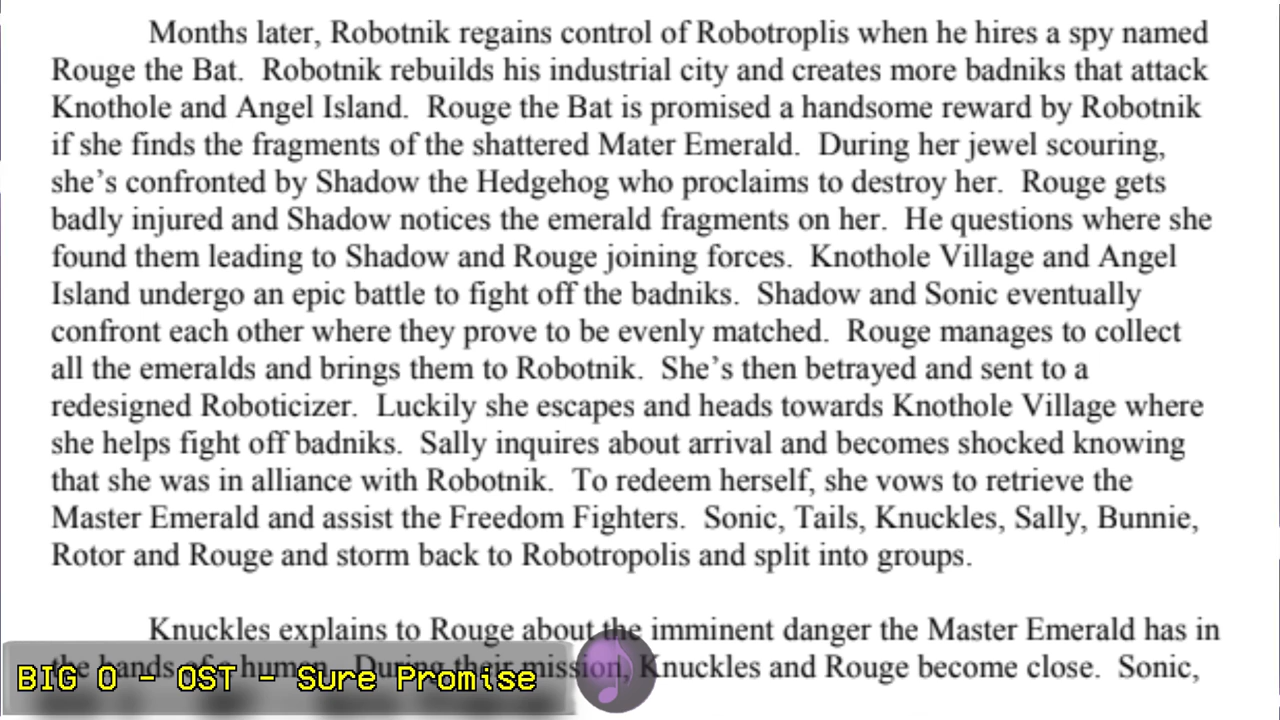 Months later, Robotnik regains control of Robotroplis when he hires a spy named
Rouge the Bat.  Robotnik rebuilds his industrial city and creates more badniks that attack
Knothole and Angel Island.  Rouge the Bat is promised a handsome reward by Robotnik
if she finds the fragments of the shattered Mater Emerald.  During her jewel scouring,
she's confronted by Shadow the Hedgehog who proclaims to destroy her.  Rouge gets
badly injured and Shadow notices the emerald fragments on her.  He questions where she
found them leading to Shadow and Rouge joining forces.  Knothole Village and Angel
Island undergo an epic battle to fight off the badniks.  Shadow and Sonic eventually
confront each other where they prove to be evenly matched.  Rouge manages to collect
all the emeralds and brings them to Robotnik.  She's then betrayed and sent to a
redesigned Roboticizer.  Luckily she escapes and heads towards Knothole Village where
she helps fight off badniks.  Sally inquires about arrival and becomes shocked knowing
that she was in alliance with Robotnik.  To redeem herself, she vows to retrieve the
Master Emerald and assist the Freedom Fighters.  Sonic, Tails, Knuckles, Sally, Bunnie,
Rotor and Rouge and storm back to Robotropolis and split into groups.
Knuckles explains to Rouge about the imminent danger the Master Emerald has in
the hands of a human.  During their mission, Knuckles and Rouge become close.  Sonic,
BIG O - OST - Sure Promise